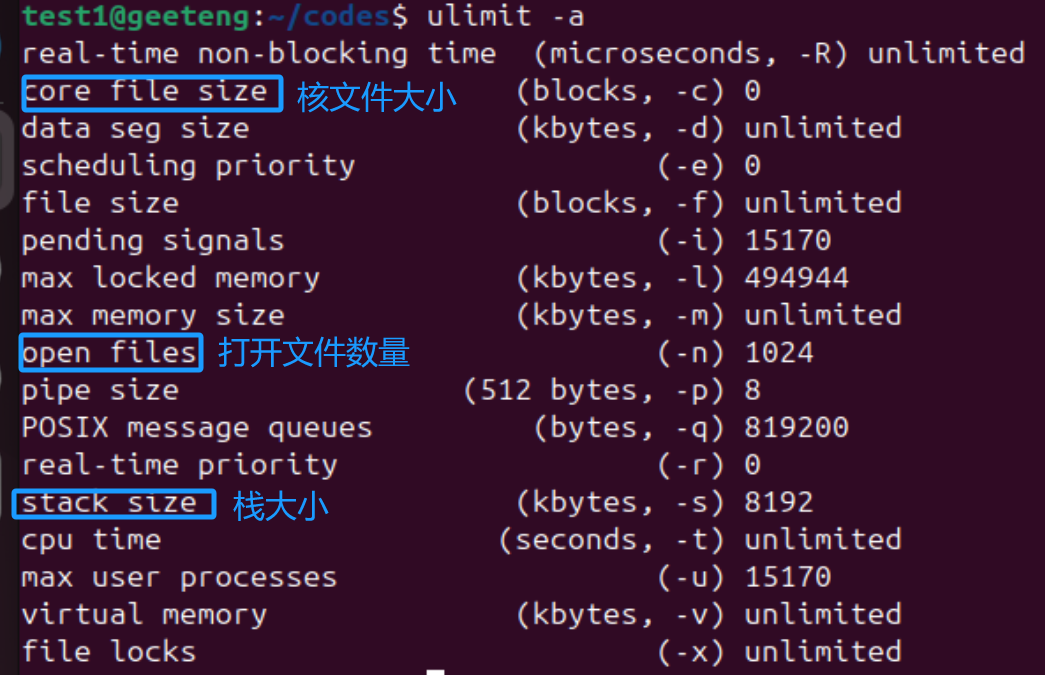 test1@geeteng:~/codes$ ulimit -a
real-time non-blocking time  (microseconds, -R) unlimited
core file size 核文件大小 (blocks, -c) 0
data seg size (kbytes, -d) unlimited
scheduling priority (-e) 0
file size (blocks, -f) unlimited
pending signals (-i) 15170
max locked memory (kbytes, -l) 494944
max memory size (kbytes, -m) unlimited
open files 打开文件数量 (-n) 1024
pipe size (512 bytes, -p) 8
POSIX message queues (bytes, -q) 819200
real-time priority (-r) 0
stack size 栈大小 (kbytes, -s) 8192
cpu time (seconds, -t) unlimited
max user processes (-u) 15170
virtual memory (kbytes, -v) unlimited
file locks (-x) unlimited